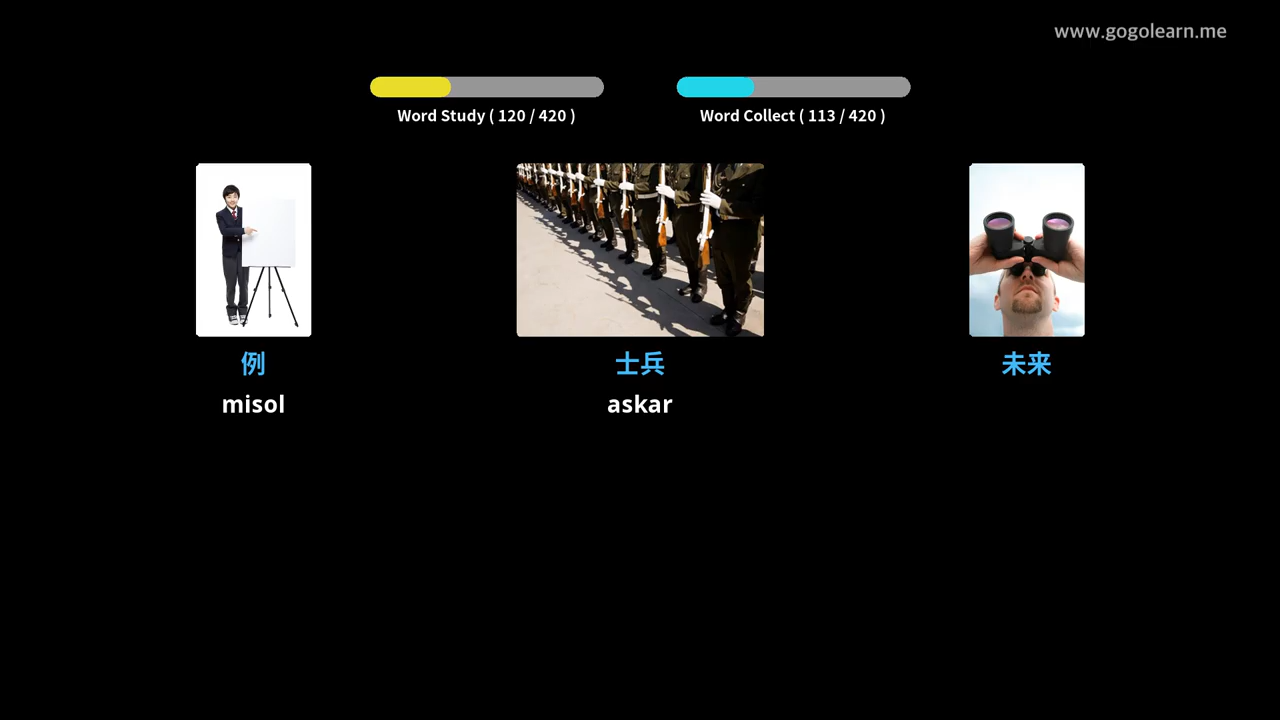 www.gogolearn.me
Word Study ( 120 / 420 )
Word Collect ( 113 / 420 )
例
士兵
未来
misol
askar